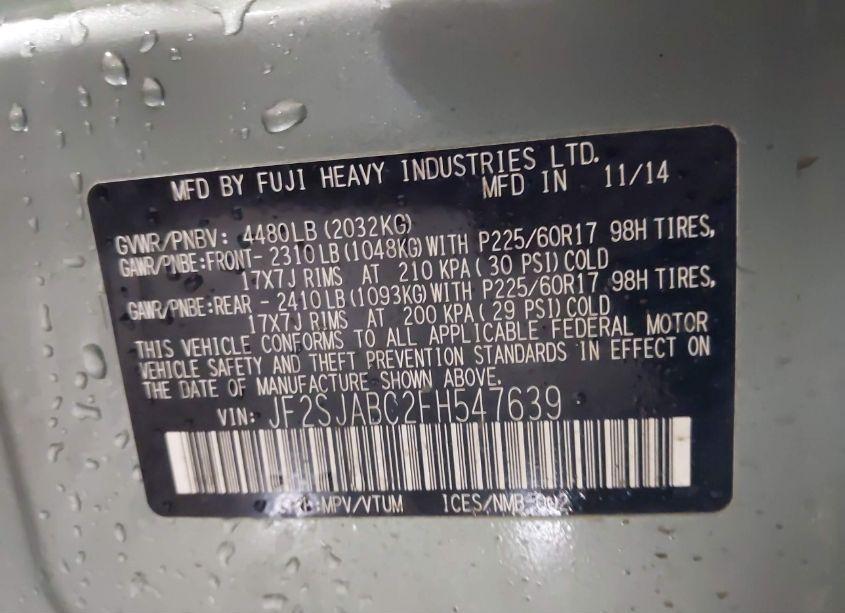 MFD BY FUJI HEAVY INDUSTRIES LTD.
MFD IN 11/14
GVWR/PNBV: 4480LB (2032KG)
GAWR/PNBE:FRONT- 2310LB (1048KG) WITH P225/60R17 98H TIRES,
17X7J RIMS AT 210 KPA ( 30 PSI) COLD
GAWR/PNBE:REAR - 2410LB (1093KG) WITH P225/60R17 98H TIRES,
17X7J RIMS AT 200 KPA ( 29 PSI) COLD
THIS VEHICLE CONFORMS TO ALL APPLICABLE FEDERAL MOTOR
VEHICLE SAFETY AND THEFT PREVENTION STANDARDS IN EFFECT ON
THE DATE OF MANUFACTURE SHOWN ABOVE.
VIN: JF2SJABC2FH547639
MPV/VTUM ICES/NMB-002